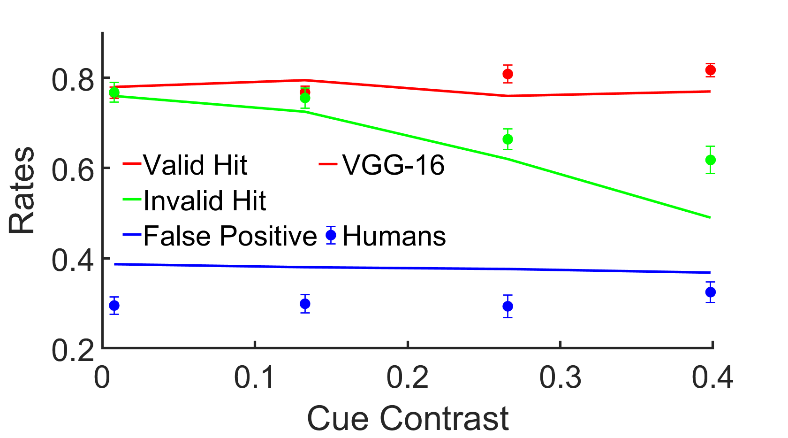 0.8
0.6
0.4
0.2
Rates
Valid Hit
VGG-16
Invalid Hit
False Positive
Humans
0
0.1
0.2
0.3
0.4
Cue Contrast